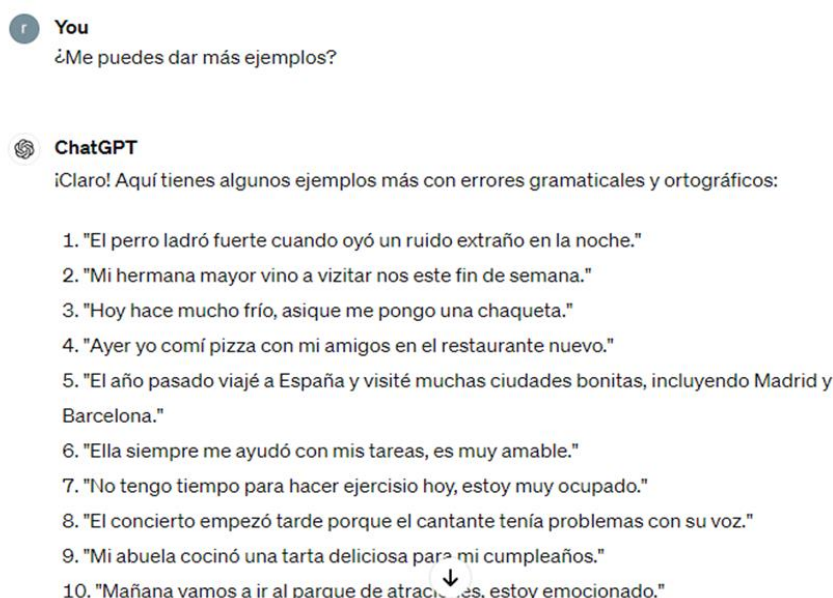 r
You
¿Me puedes dar más ejemplos?
ChatGPT
¡Claro! Aquí tienes algunos ejemplos más con errores gramaticales y ortográficos:
1. "El perro ladró fuerte cuando oyó un ruido extraño en la noche."
2. "Mi hermana mayor vino a vizitar nos este fin de semana."
3. "Hoy hace mucho frío, asique me pongo una chaqueta."
4. "Ayer yo comí pizza con mi amigos en el restaurante nuevo."
5. "El año pasado viajé a España y visité muchas ciudades bonitas, incluyendo Madrid y
Barcelona."
6. "Ella siempre me ayudó con mis tareas, es muy amable."
7. "No tengo tiempo para hacer ejercisio hoy, estoy muy ocupado."
8. "El concierto empezó tarde porque el cantante tenía problemas con su voz."
9. "Mi abuela cocinó una tarta deliciosa para mi cumpleaños."
10. "Mañana vamos a ir al parque de estoy emocionado."